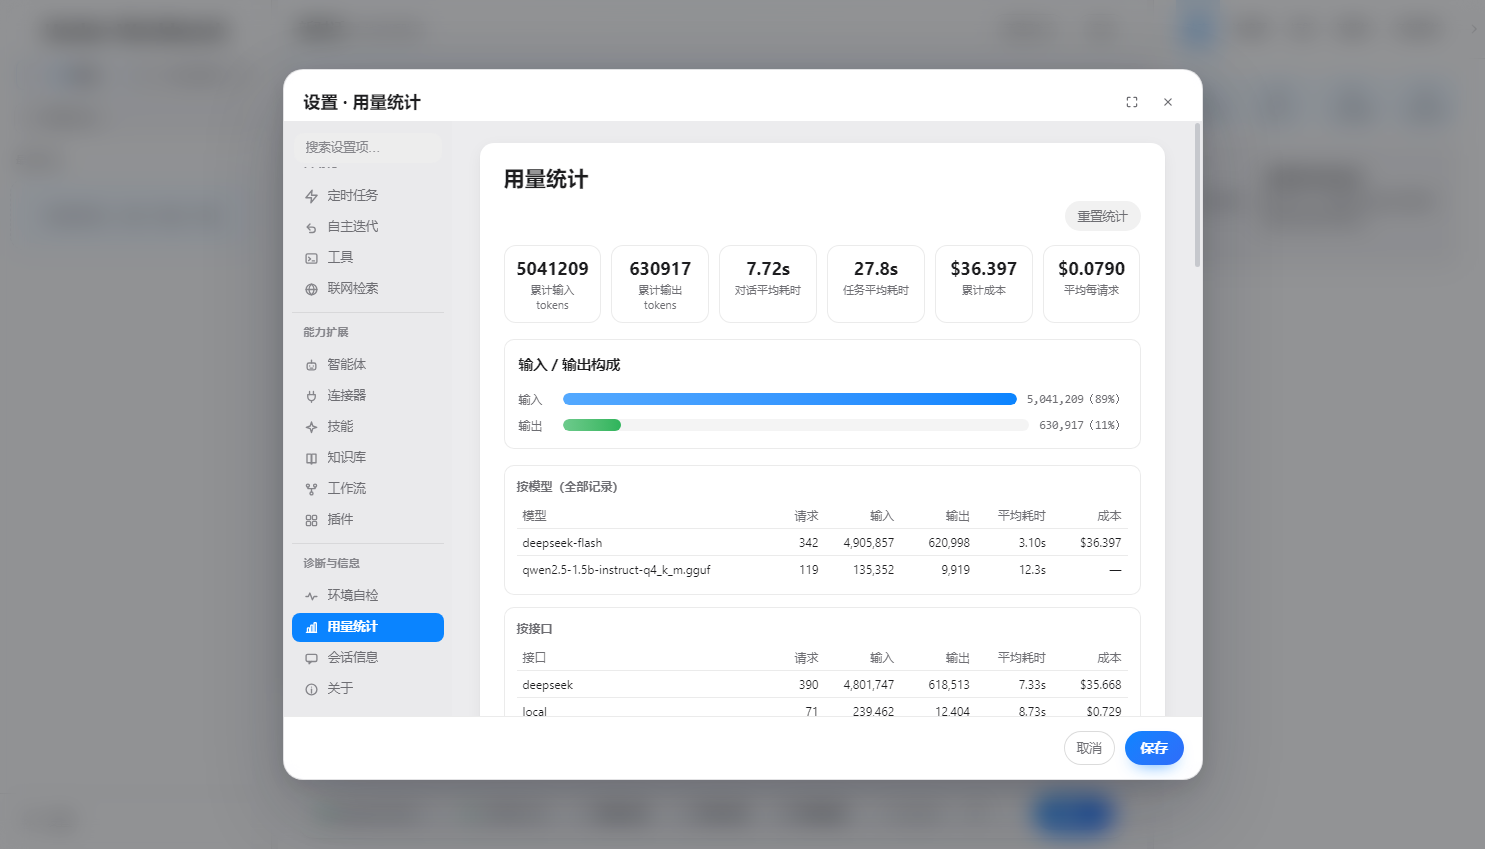 设置 · 用量统计
搜索设置项...
定时任务
自主迭代
工具
联网检索
能力扩展
智能体
连接器
技能
知识库
工作流
插件
诊断与信息
环境自检
用量统计
会话信息
关于
用量统计
重置统计
5041209
累计输入
tokens
630917
累计输出
tokens
7.72s
对话平均耗时
27.8s
任务平均耗时
$36.397
累计成本
$0.0790
平均每请求
输入 / 输出构成
输入 5,041,209 (89%)
输出 630,917 (11%)
按模型（全部记录）
模型 请求 输入 输出 平均耗时 成本
deepseek-flash 342 4,905,857 620,998 3.10s $36.397
qwen2.5-1.5b-instruct-q4_k_m.gguf 119 135,352 9,919 12.3s —
按接口
接口 请求 输入 输出 平均耗时 成本
deepseek 390 4,801,747 618,513 7.33s $35.668
local 71 239,462 12,404 8.73s $0.729
取消
保存